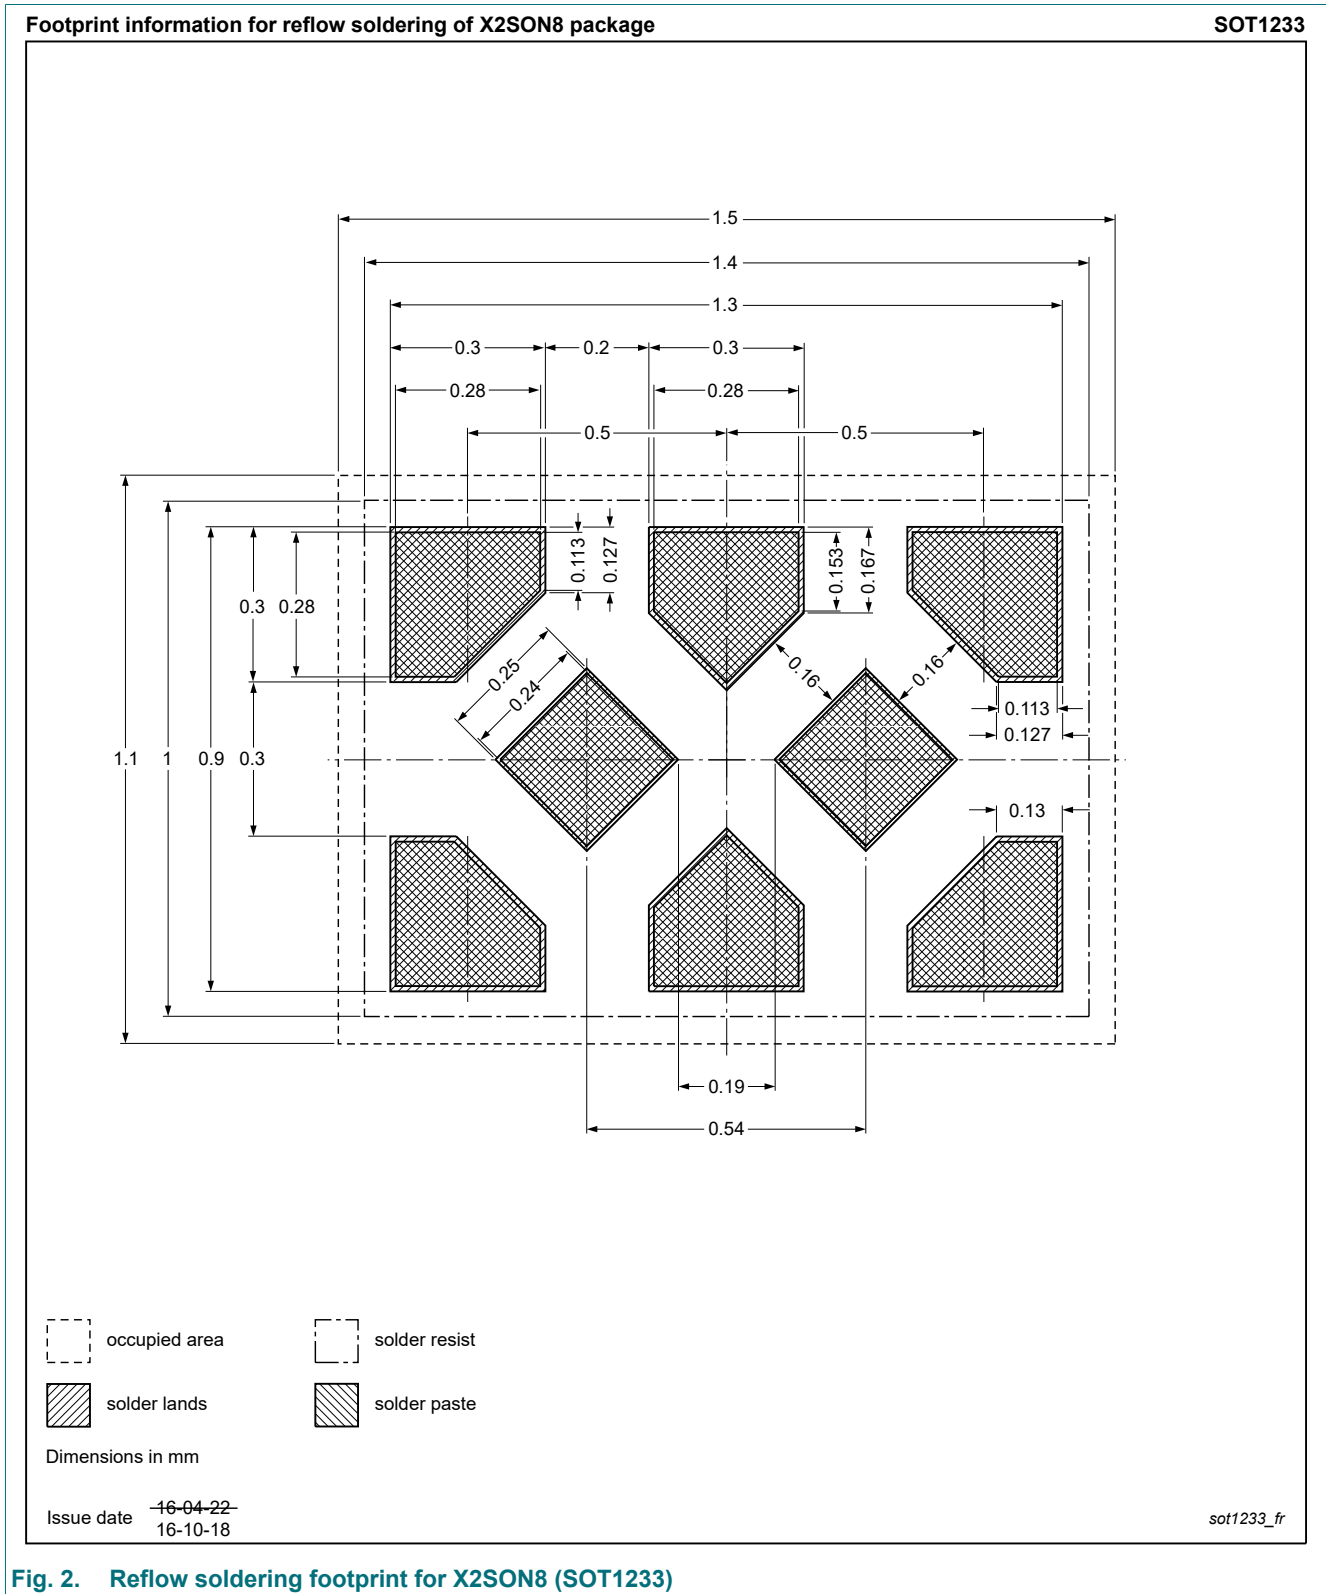 Footprint information for reflow soldering of X2SON8 package SOT1233
1.5
1.4
1.3
0.3 0.2 0.3
0.28 0.28
0.5 0.5
0.113 0.127 0.153 0.167
0.3 0.28
0.25 0.24 0.16 0.16
0.113
0.127
1.1 1 0.9 0.3
0.13
0.19
0.54
occupied area solder resist
solder lands solder paste
Dimensions in mm
16-04-22
Issue date 16-10-18
sot1233_fr
Fig. 2. Reflow soldering footprint for X2SON8 (SOT1233)